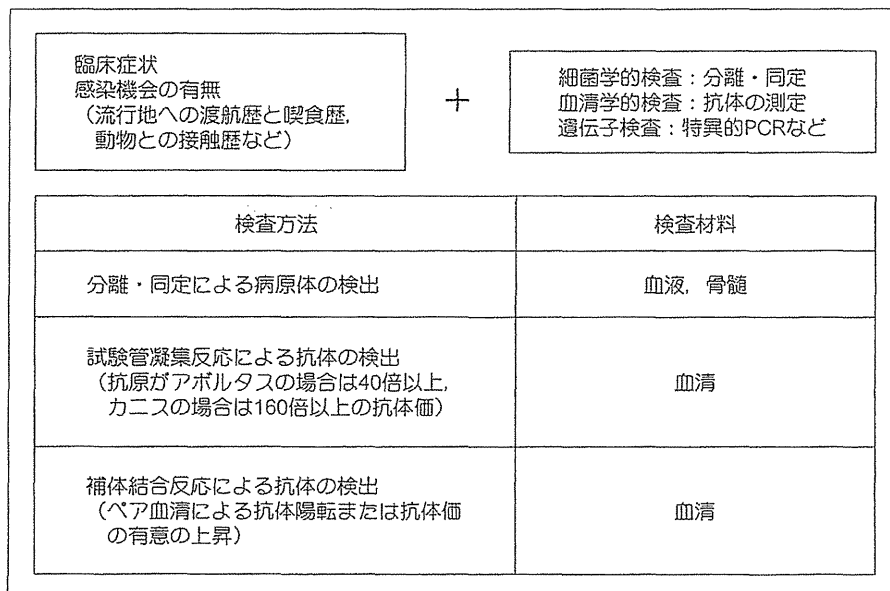 臨床症状
感染機会の有無
（流行地への渡航歴と喫食歴，
動物との接触歴など）
＋
細菌学的検査：分離・同定
血清学的検査：抗体の測定
遺伝子検査：特異的PCRなど
検査方法
検査材料
分離・同定による病原体の検出
血液，骨髄
試験管凝集反応による抗体の検出
（抗原がアボルタスの場合は40倍以上，
カニスの場合は160倍以上の抗体価）
血清
補体結合反応による抗体の検出
（ペア血清による抗体陽転または抗体価
の有意の上昇）
血清